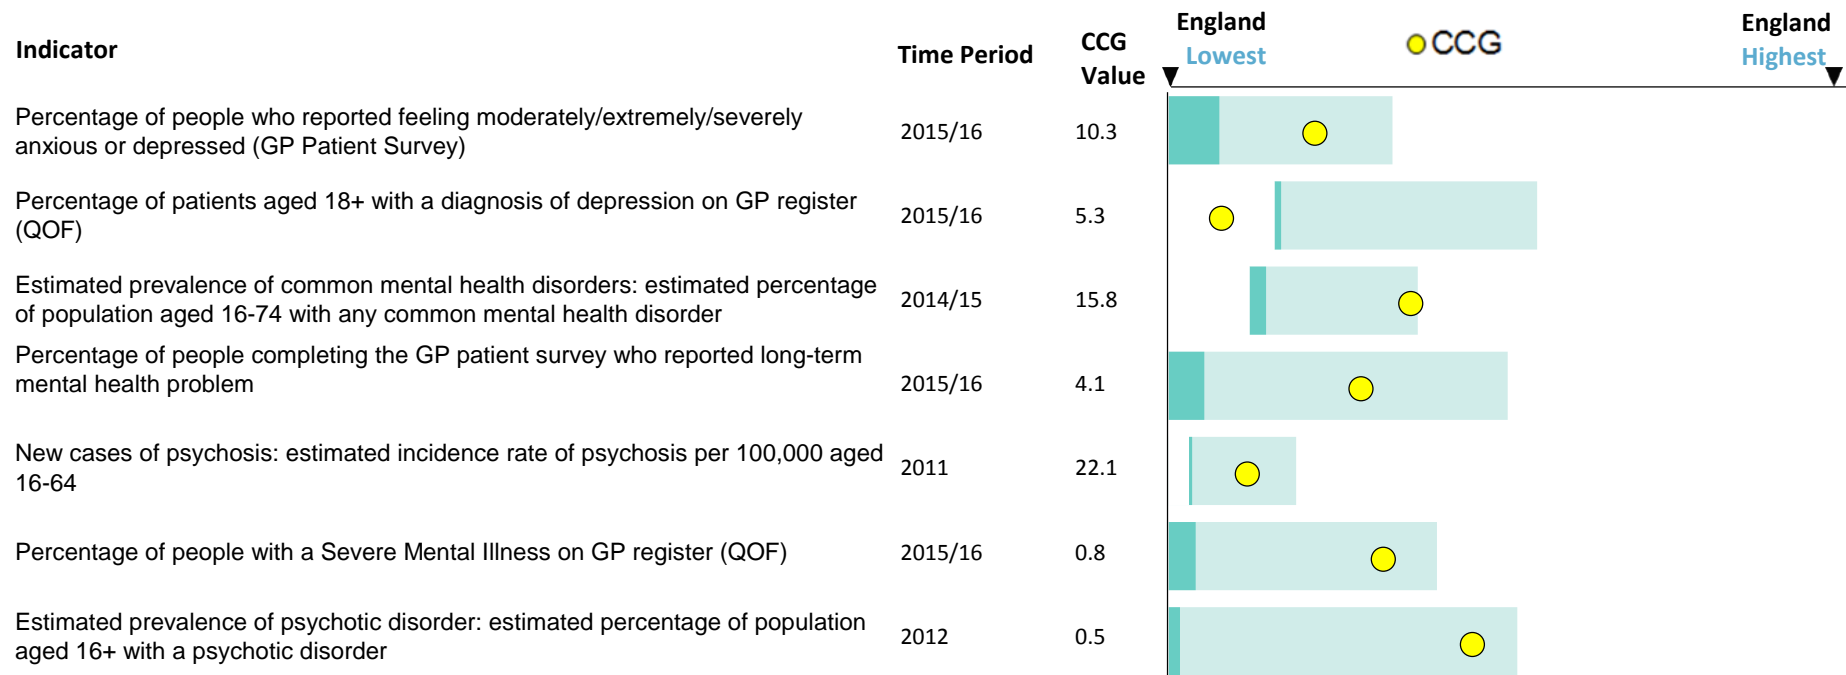 Indicator
Time Period
CCG
Value
England
Lowest
CCG
England
Highest
Percentage of people who reported feeling moderately/extremely/severely
anxious or depressed (GP Patient Survey)
2015/16
10.3
Percentage of patients aged 18+ with a diagnosis of depression on GP register
(QOF)
2015/16
5.3
Estimated prevalence of common mental health disorders: estimated percentage
of population aged 16-74 with any common mental health disorder
2014/15
15.8
Percentage of people completing the GP patient survey who reported long-term
mental health problem
2015/16
4.1
New cases of psychosis: estimated incidence rate of psychosis per 100,000 aged
16-64
2011
22.1
Percentage of people with a Severe Mental Illness on GP register (QOF)
2015/16
0.8
Estimated prevalence of psychotic disorder: estimated percentage of population
aged 16+ with a psychotic disorder
2012
0.5